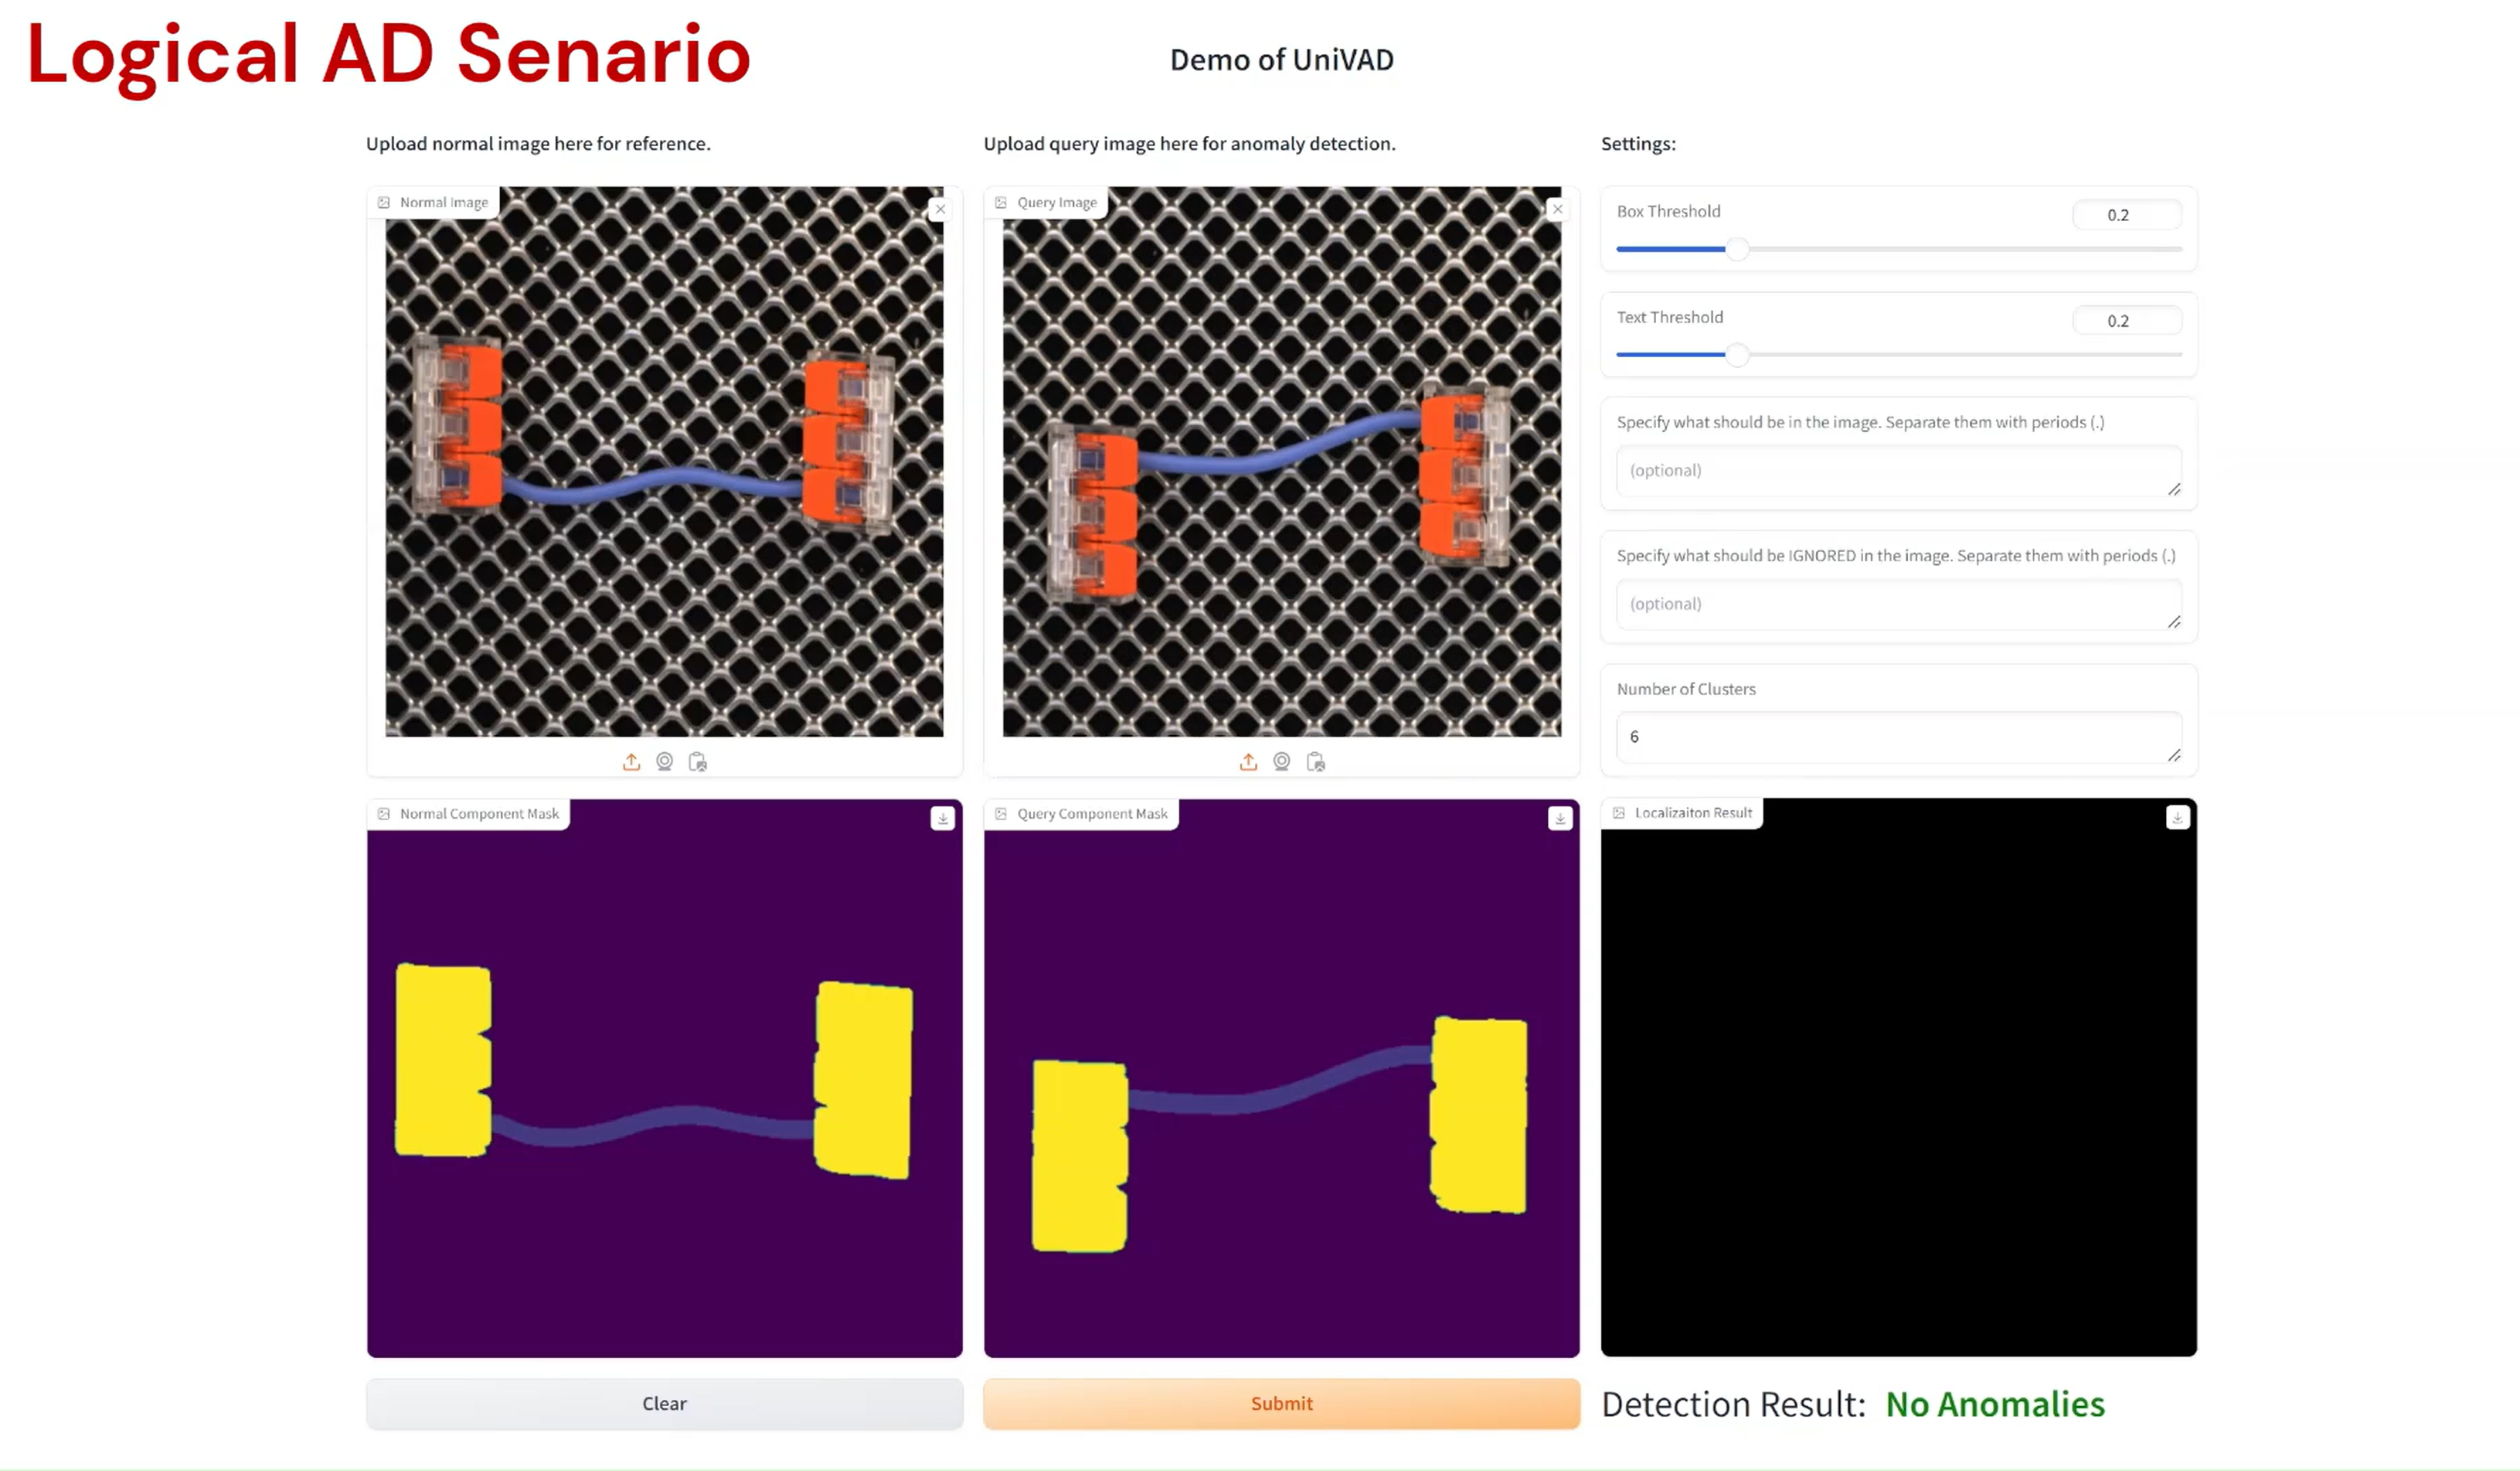 Logical AD Senario
Demo of UniVAD
Upload normal image here for reference.
Upload query image here for anomaly detection.
Settings:
Normal Image
Query Image
Box Threshold
0.2
Text Threshold
0.2
Specify what should be in the image. Separate them with periods (.)
(optional)
Specify what should be IGNORED in the image. Separate them with periods (.)
(optional)
Number of Clusters
6
Normal Component Mask
Query Component Mask
Localizaiton Result
Clear
Submit
Detection Result: No Anomalies